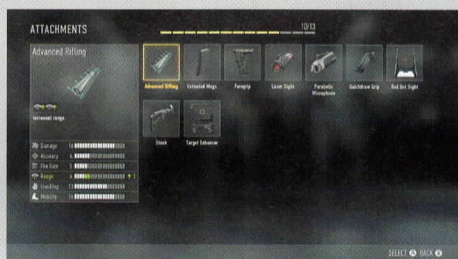 ATTACHMENTS
10/13
Advanced Rifling
Increased range.
Damage
Accuracy
Fire Rate
Range
Handling
Mobility
Advanced Rifling
Extended Mags
Foregrip
Laser Sight
Parabolic
Microphone
Quickdraw Grip
Red Dot Sight
Stock
Target Enhancer
SELECT A BACK B